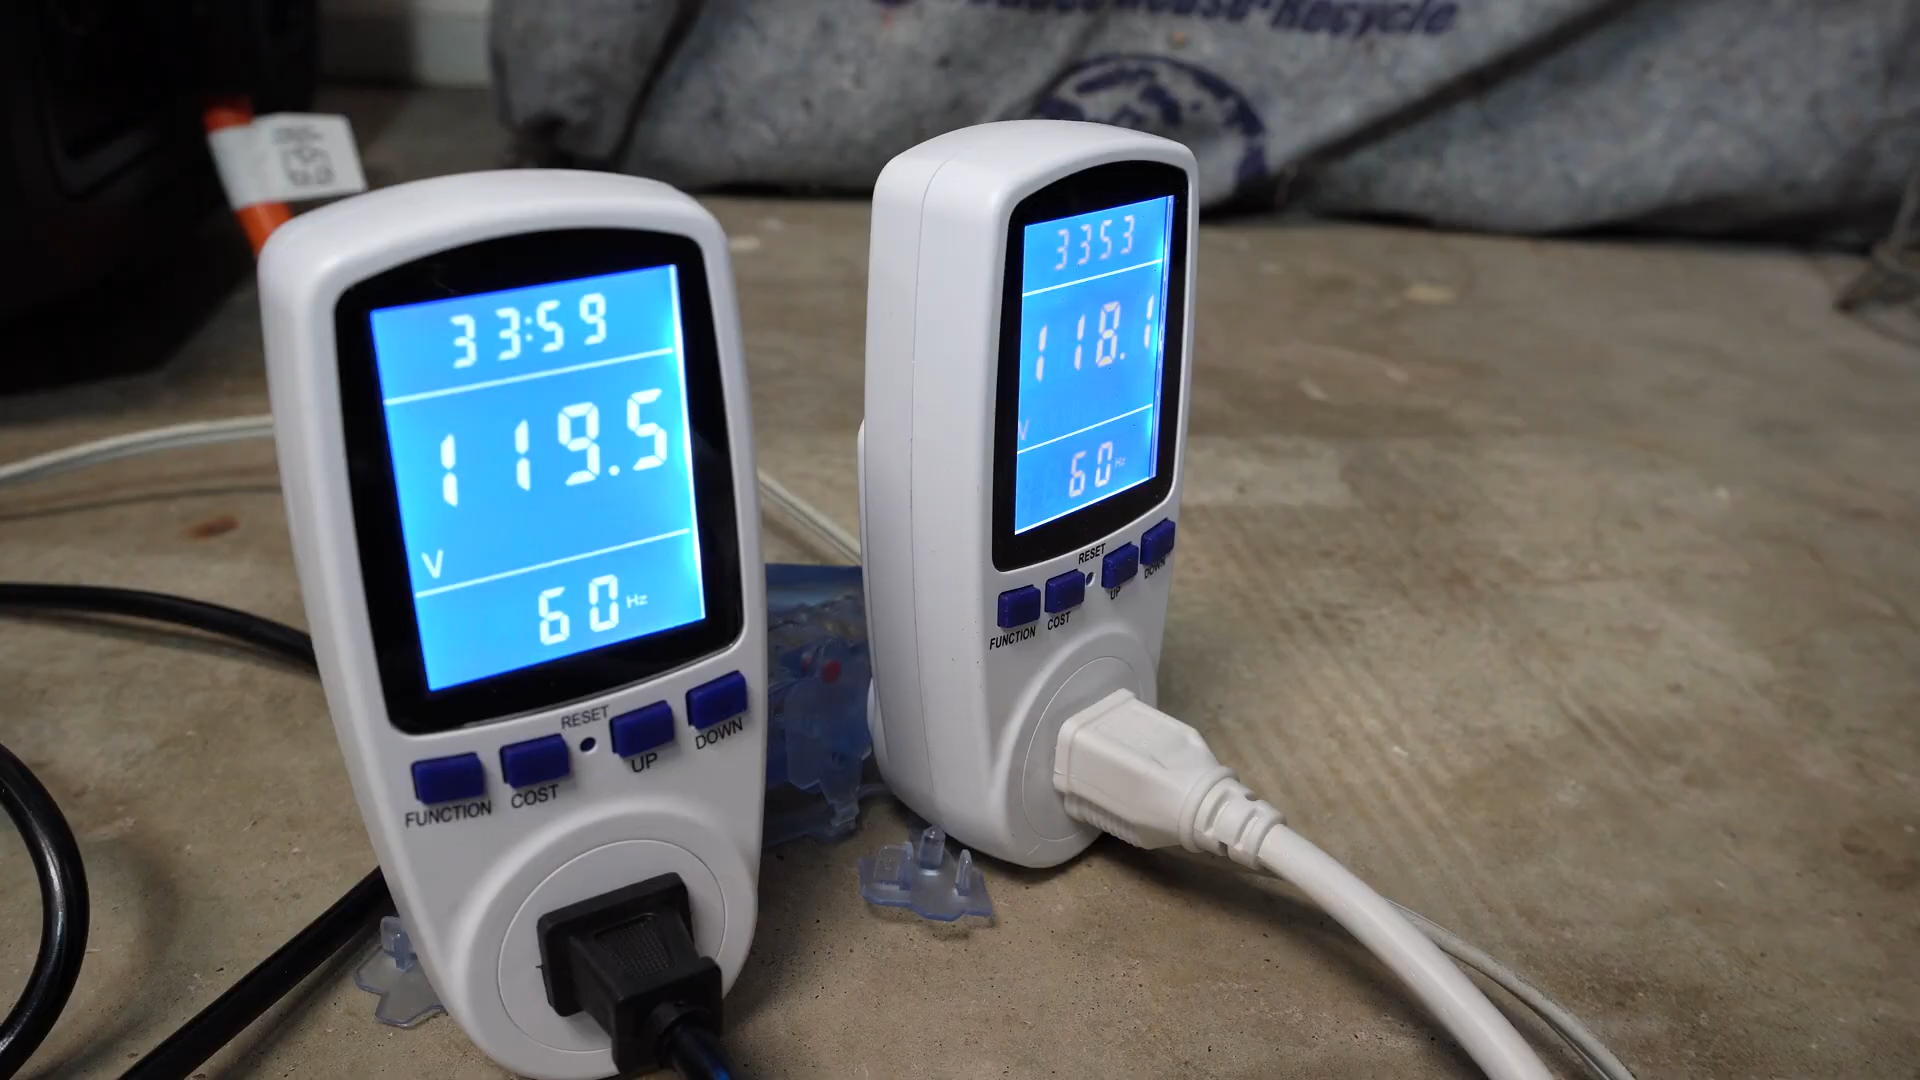 Recycle
33:59
119.5
V
60 Hz
RESET
FUNCTION COST UP DOWN
3353
118.1
V
60 Hz
RESET
FUNCTION COST UP DOWN